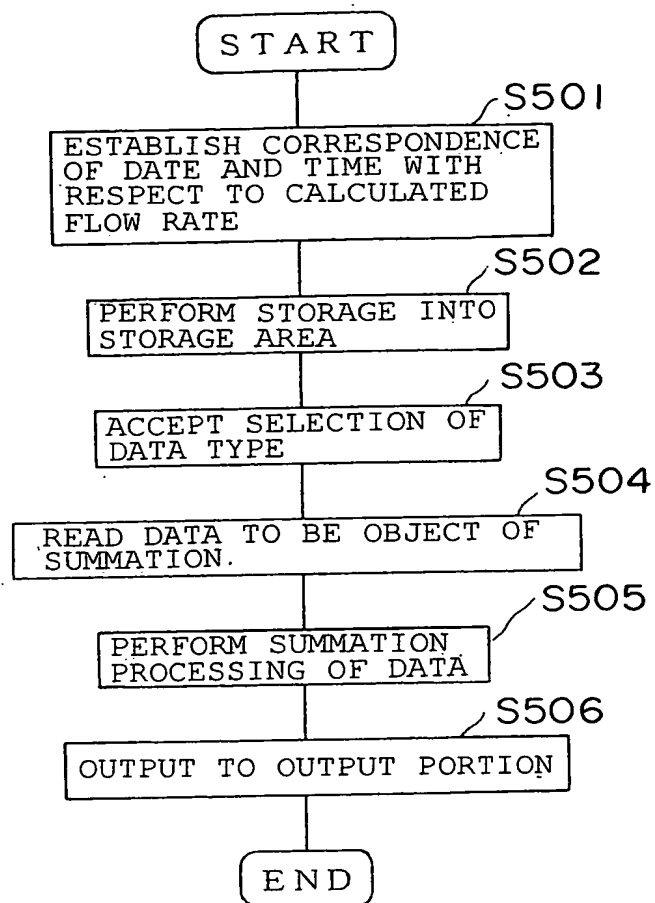 START
S501
ESTABLISH CORRESPONDENCE
OF DATE AND TIME WITH
RESPECT TO CALCULATED
FLOW RATE
S502
PERFORM STORAGE INTO
STORAGE AREA
S503
ACCEPT SELECTION OF
DATA TYPE
S504
READ DATA TO BE OBJECT OF
SUMMATION.
S505
PERFORM SUMMATION
PROCESSING OF DATA
S506
OUTPUT TO OUTPUT PORTION
END